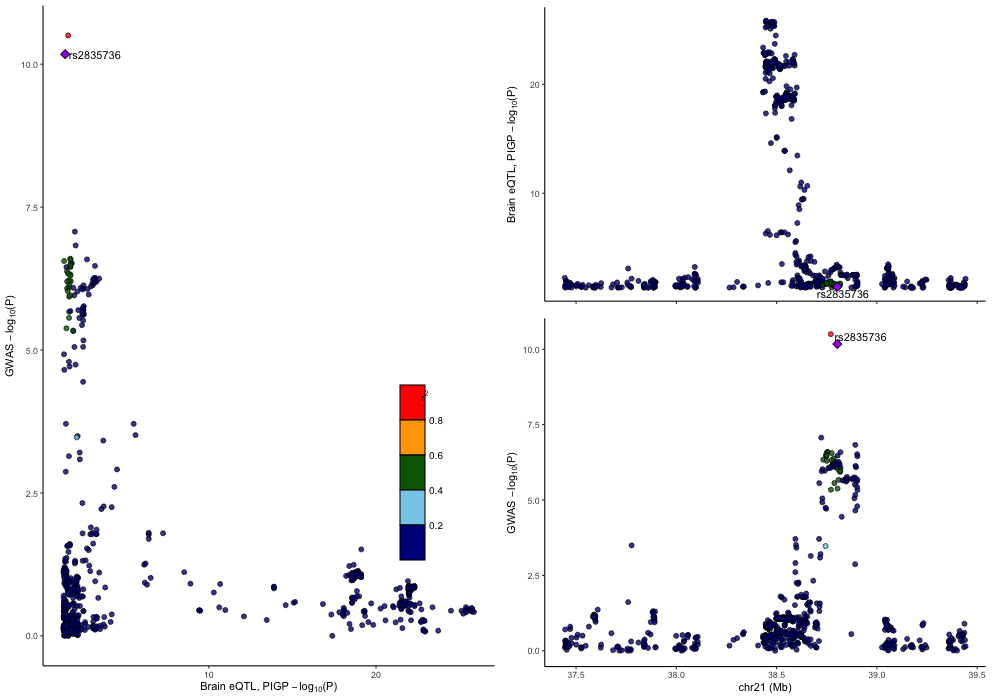 GWAS −log10(P)
10.0
7.5
5.0
2.5
0.0
rs2835736
r2
0.8
0.6
0.4
0.2
10
20
Brain eQTL, PIGP −log10(P)
Brain eQTL, PIGP −log10(P)
20
10
rs2835736
GWAS −log10(P)
10.0
7.5
5.0
2.5
0.0
rs2835736
37.5
38.0
38.5
39.0
39.5
chr21 (Mb)